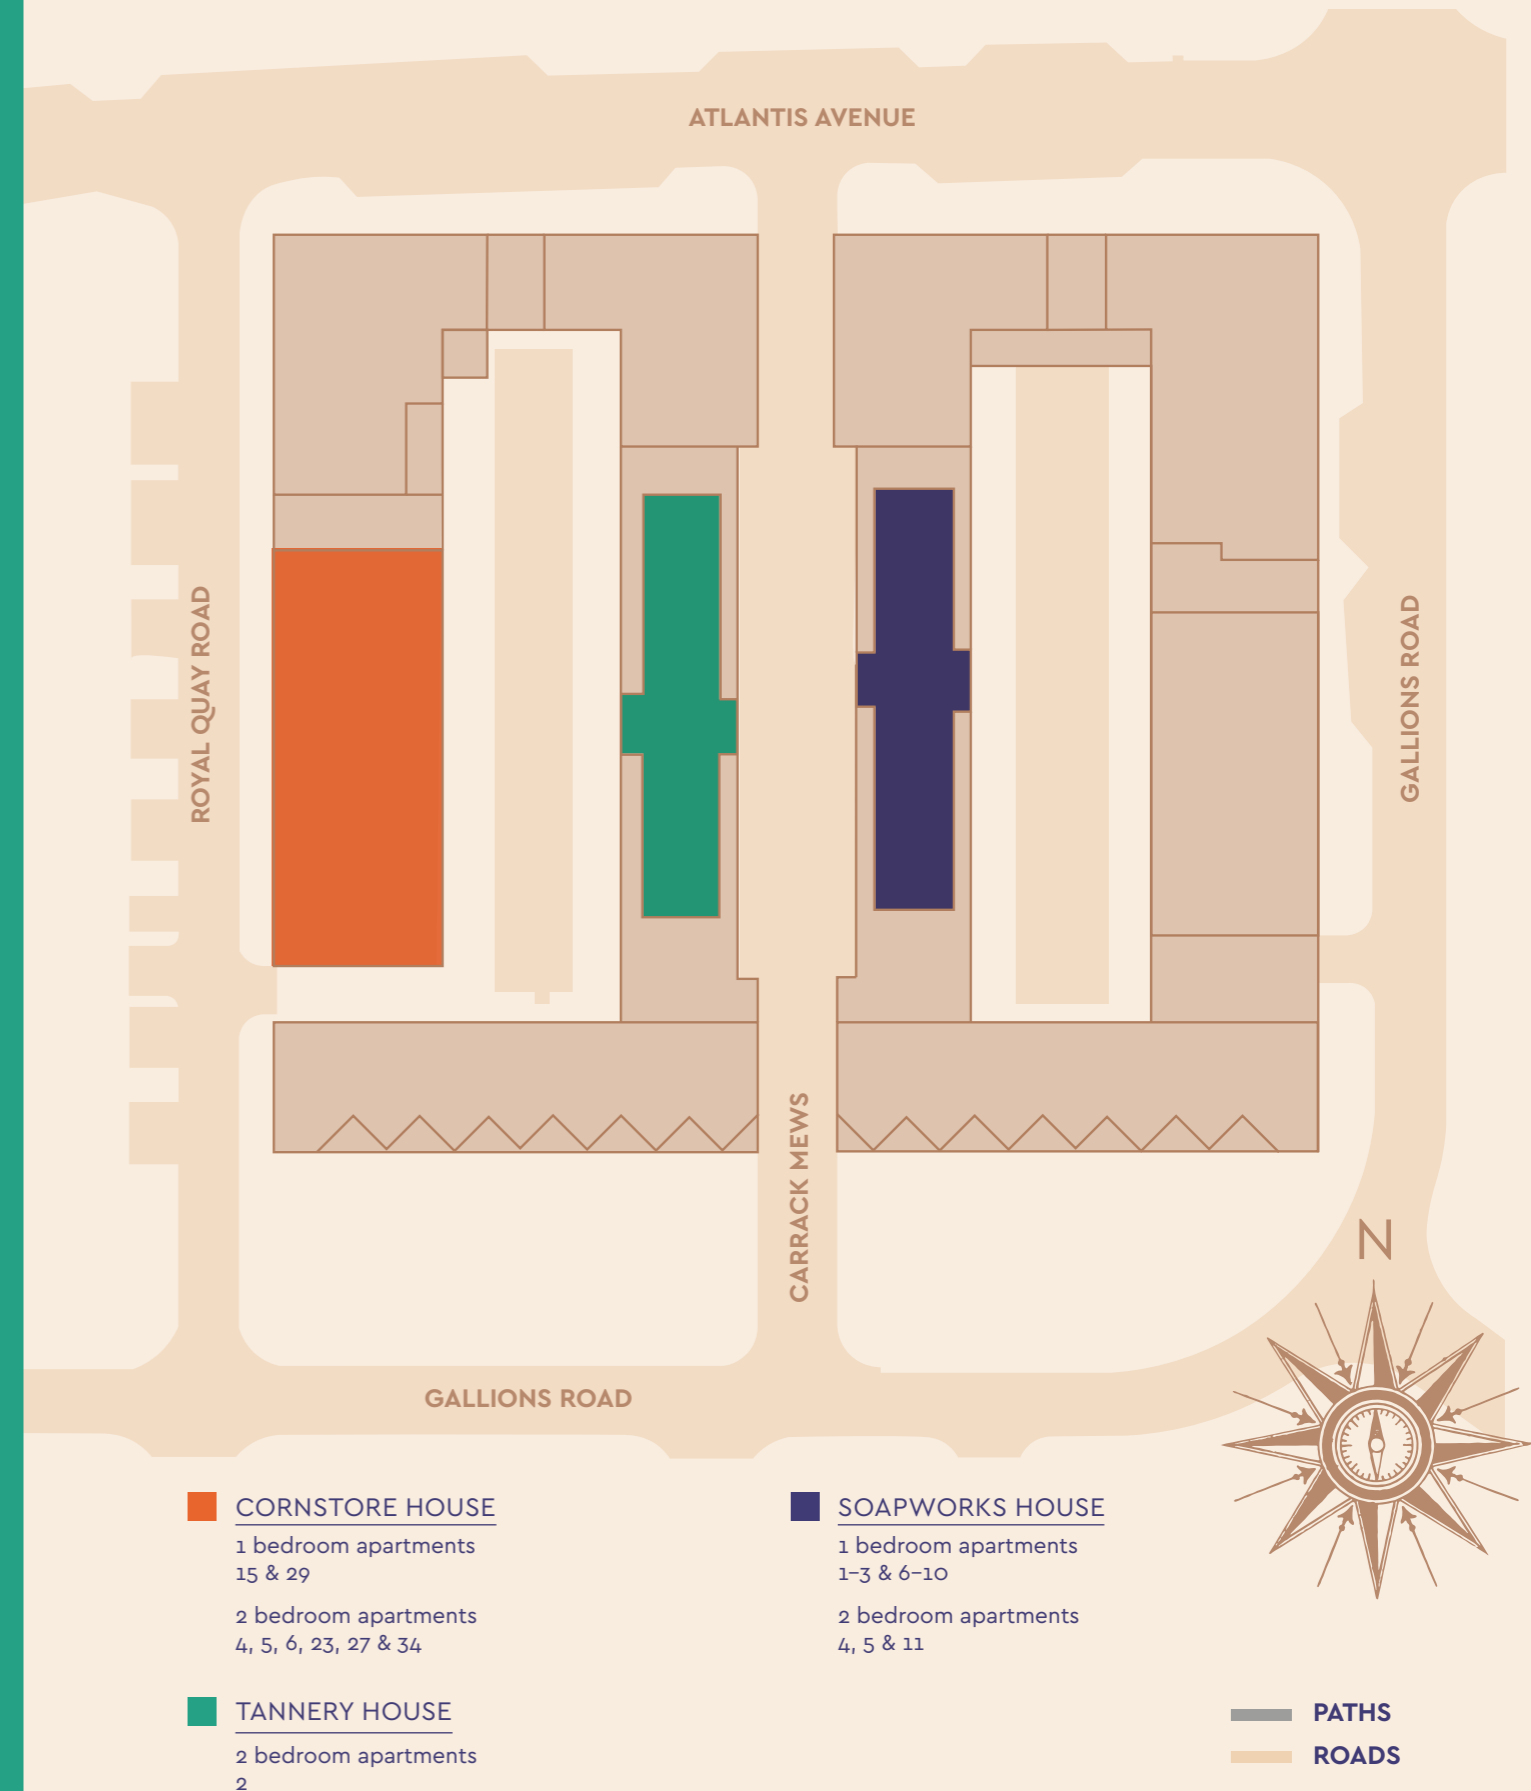 ATLANTIS AVENUE
ROYAL QUAY ROAD
GALLIONS ROAD
CARRACK MEWS
N
GALLIONS ROAD
CORNSTORE HOUSE
1 bedroom apartments
15 & 29
2 bedroom apartments
4, 5, 6, 23, 27 & 34
TANNERY HOUSE
2 bedroom apartments
2
SOAPWORKS HOUSE
1 bedroom apartments
1–3 & 6–10
2 bedroom apartments
4, 5 & 11
PATHS
ROADS